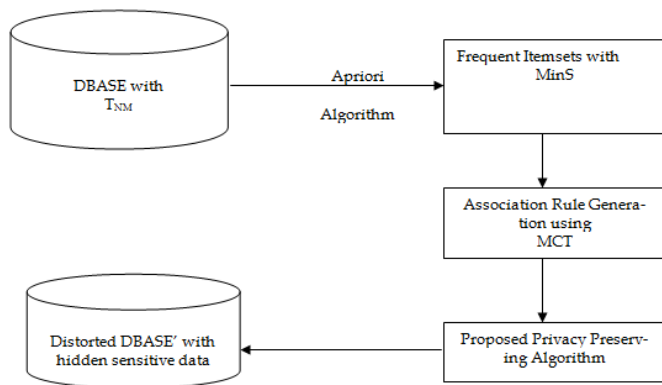 DBASE with
TNM
Apriori
Algorithm
Frequent Itemsets with
MinS
Association Rule Genera-
tion using
MCT
Proposed Privacy Preserv-
ing Algorithm
Distorted DBASE’ with
hidden sensitive data